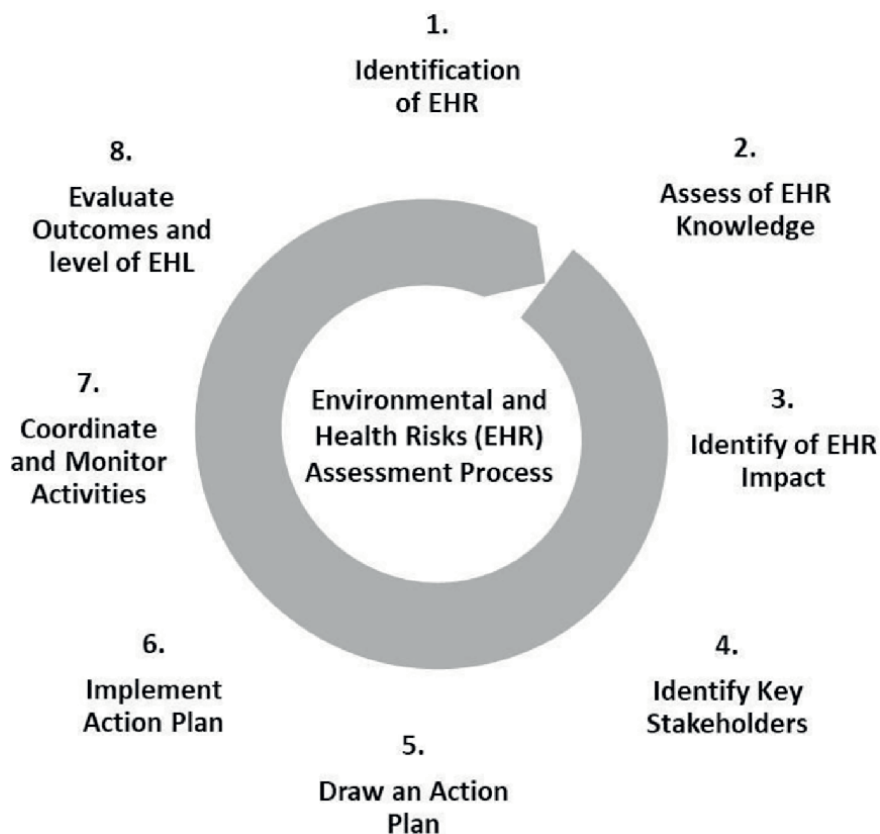 1.
Identification
of EHR
2.
Assess of EHR
Knowledge
3.
Identify of EHR
Impact
4.
Identify Key
Stakeholders
5.
Draw an Action
Plan
6.
Implement
Action Plan
7.
Coordinate
and Monitor
Activities
8.
Evaluate
Outcomes and
level of EHL
Environmental and
Health Risks (EHR)
Assessment Process